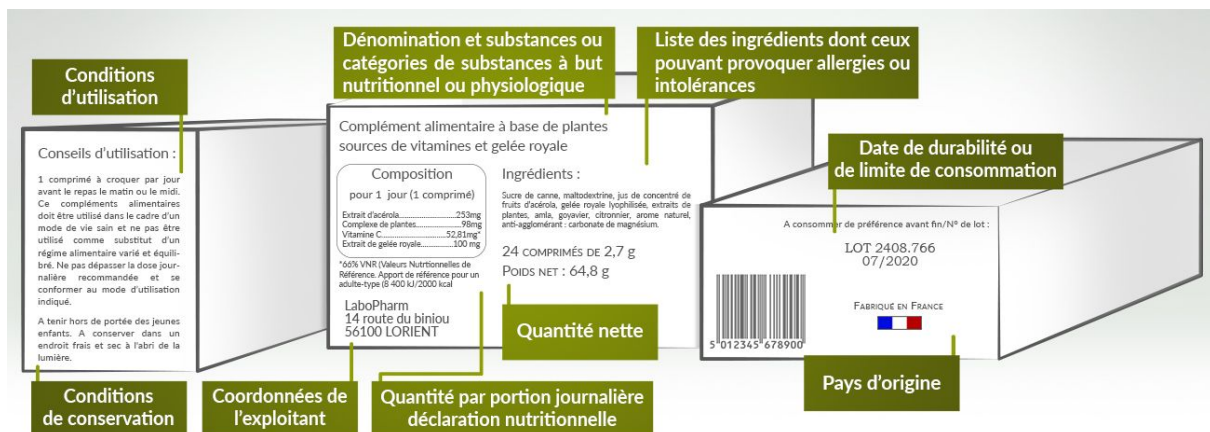 Conditions
d'utilisation
Conseils d'utilisation :
1 comprimé à croquer par jour
avant le repas le matin ou le midi.
Ce compléments alimentaires
doit être utilisé dans le cadre d'un
mode de vie sain et ne pas être
utilisé comme substitut d'un
régime alimentaire varié et équili-
bré. Ne pas dépasser la dose jour-
nalière recommandée et se
conformer au mode d'utilisation
indiqué.
A tenir hors de portée des jeunes
enfants. A conserver dans un
endroit frais et sec à l'abri de la
lumière.
Conditions
de conservation
Dénomination et substances ou
catégories de substances à but
nutritionnel ou physiologique
Complément alimentaire à base de plantes
sources de vitamines et gelée royale
Composition
pour 1 jour (1 comprimé)
Extrait d'acérola..............................253mg
Complexe de plantes.......................98mg
Vitamine C...............................52,81mg*
Extrait de gelée royale..............100 mg
*66% VNR (Valeurs Nutrtionnelles de
Référence. Apport de référence pour un
adulte-type (8 400 kJ/2000 kcal
LaboPharm
14 route du biniou
56100 LORIENT
Coordonnées de
l'exploitant
Quantité par portion journalière
déclaration nutritionnelle
Liste des ingrédients dont ceux
pouvant provoquer allergies ou
intolérances
Ingrédients :
Sucre de canne, maltodextrine, jus de concentré de
fruits d'acérola, gelée royale lyophilisée, extraits de
plantes, amla, goyavier, citronnier, arome naturel,
anti-agglomérant : carbonate de magnésium.
24 COMPRIMÉS DE 2,7 g
POIDS NET : 64,8 g
Quantité nette
Date de durabilité ou
de limite de consommation
A consommer de préférence avant fin/N° de lot :
LOT 2408.766
07/2020
FABRIQUÉ EN FRANCE
5 012345 678900
Pays d'origine